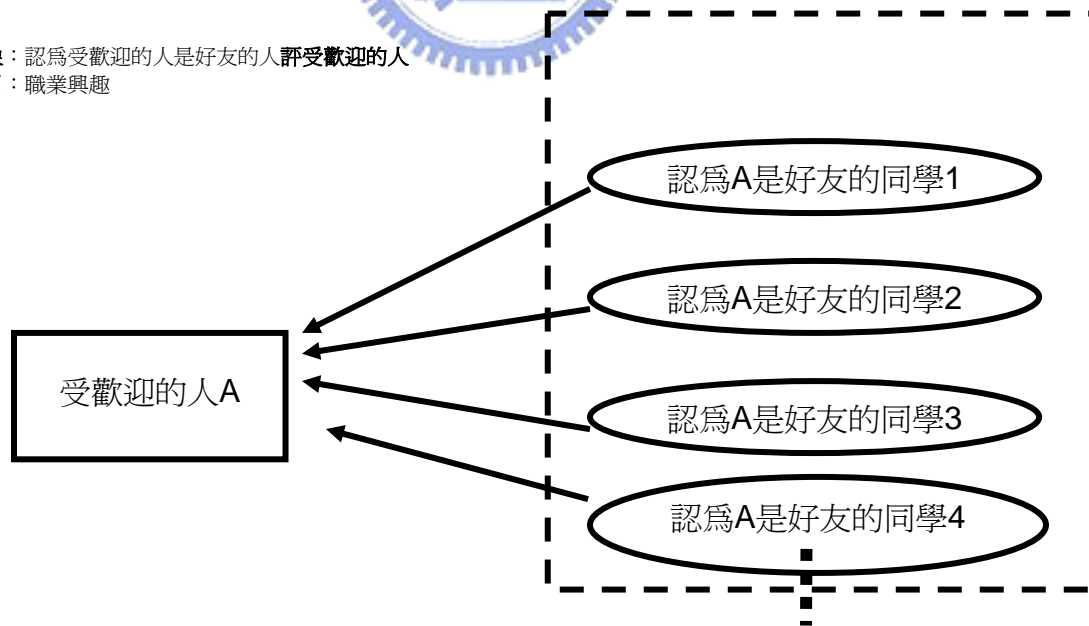 ：認爲受歡迎的人是好友的人評受歡迎的人
：職業興趣
認爲A是好友的同學1
認爲A是好友的同學2
受歡迎的人A
認爲A是好友的同學3
認爲A是好友的同學4